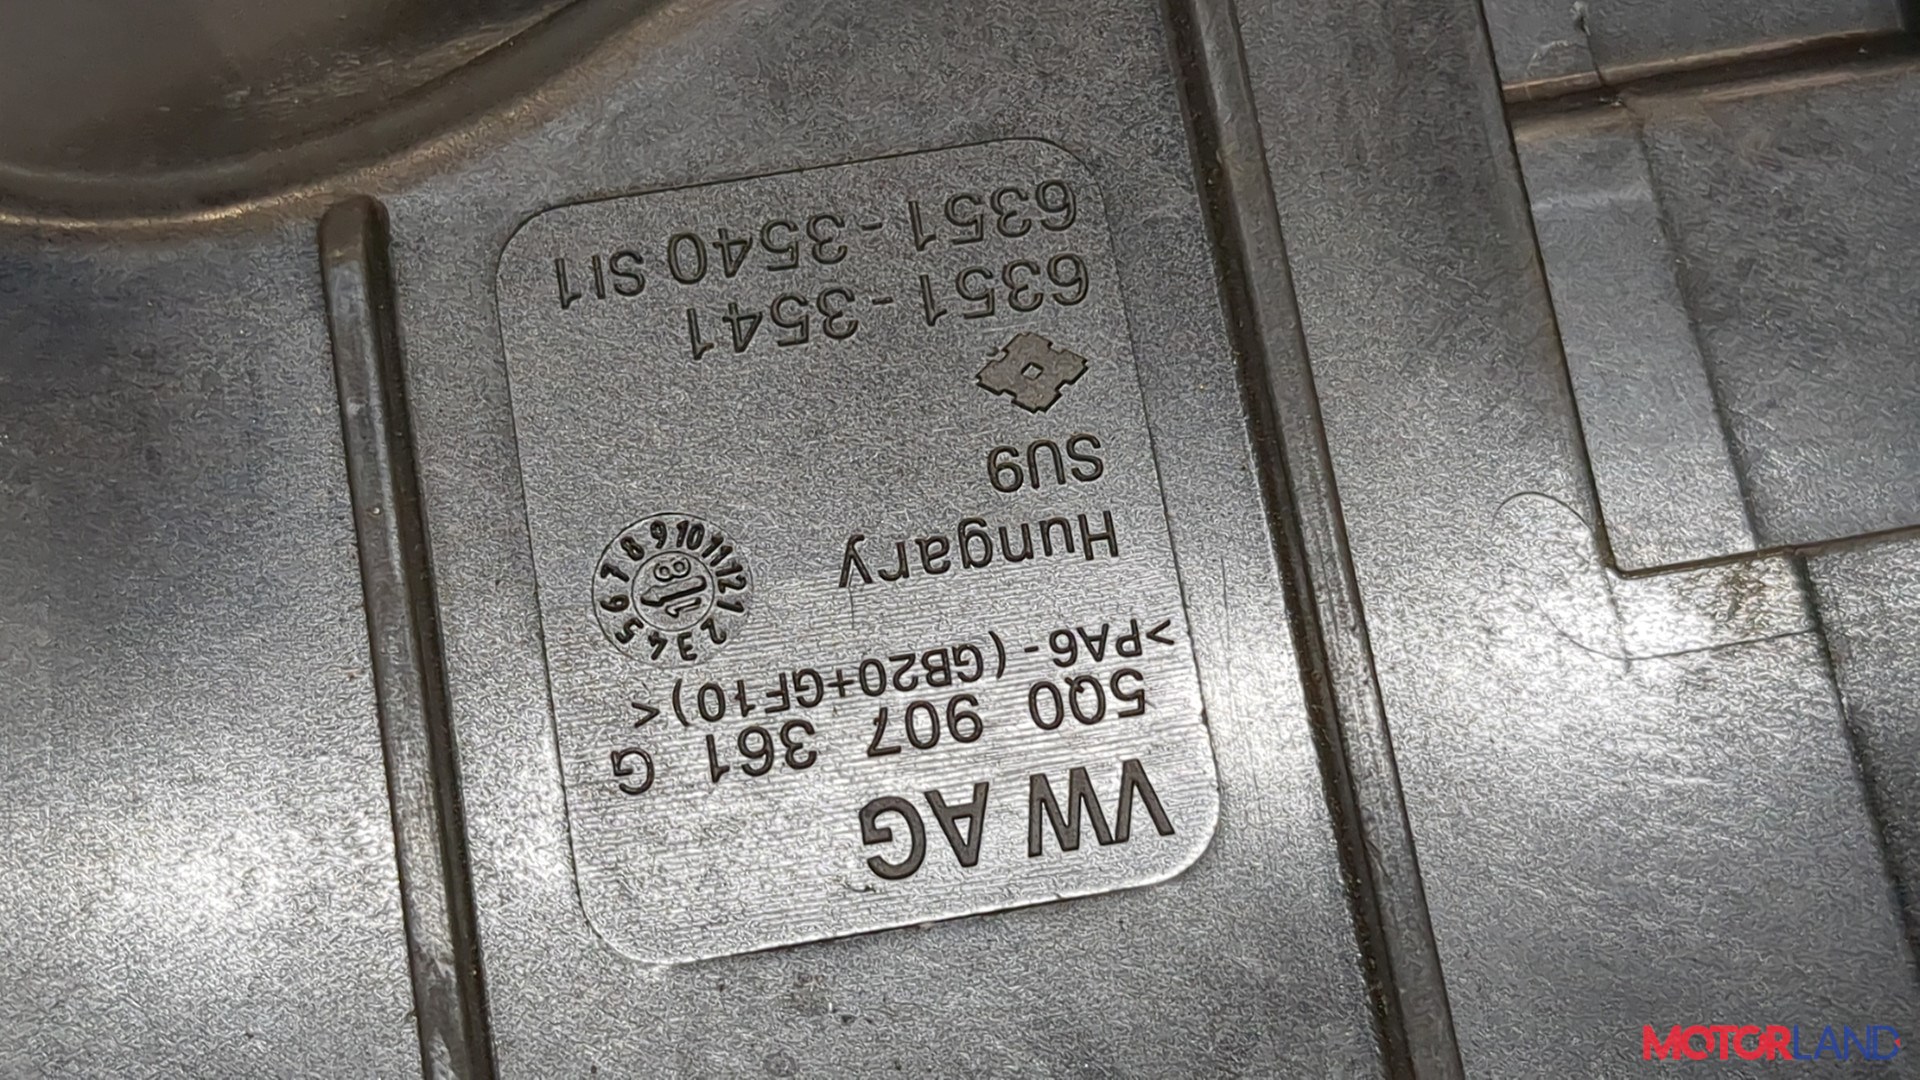 VW AG
5Q0 907 361 G
>PA6-(GB20+GF10)<
Hungary
1 2 3 4 5 6 7 8 9 10 11 12
18
SU9
6351-3541
6351-3540 SI1
MOTORLAND